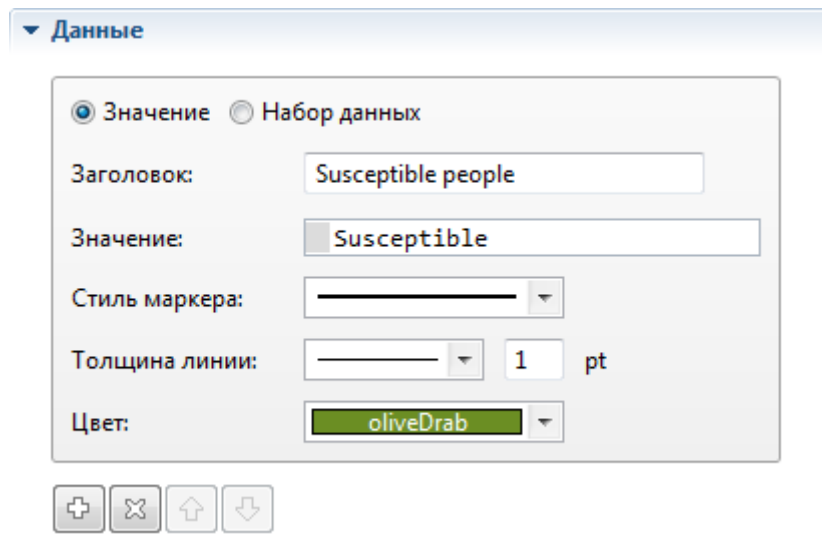 Данные
Значение Набор данных
Заголовок: Susceptible people
Значение: Susceptible
Стиль маркера:
Толщина линии: 1 pt
Цвет: oliveDrab